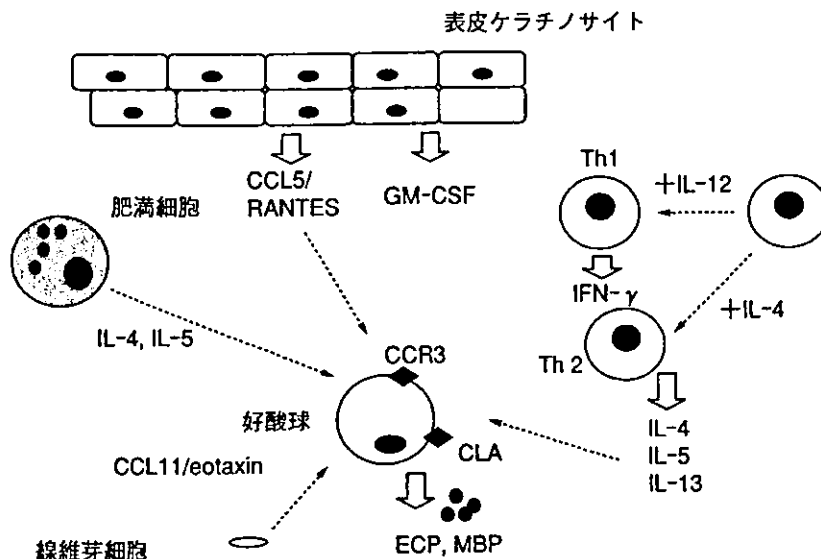 表皮ケラチノサイト
CCL5/
RANTES
GM-CSF
Th1
+IL-12
肥満細胞
IFN-γ
+IL-4
IL-4, IL-5
Th 2
CCR3
好酸球
CLA
IL-4
IL-5
IL-13
CCL11/eotaxin
線維芽細胞
ECP, MBP